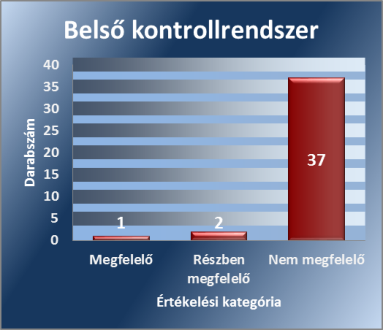 Belső kontrollrendszer
Darabszám
40
35
30
25
20
15
10
5
0
1
2
37
Megfelelő
Részben
megfelelő
Nem megfelelő
Értékelési kategória